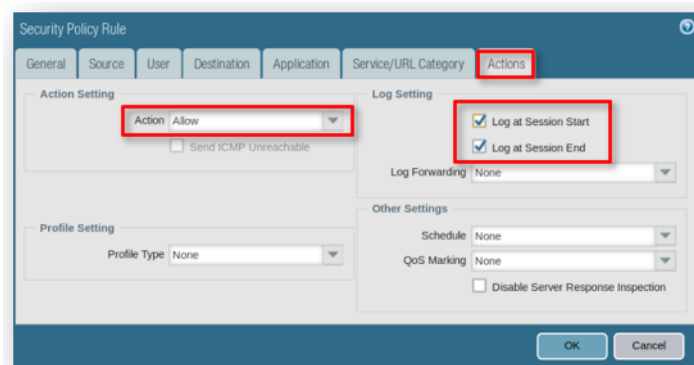 Security Policy Rule
General Source User Destination Application Service/URL Category Actions
Action Setting
Action Allow
Send ICMP Unreachable
Profile Setting
Profile Type None
Log Setting
Log at Session Start
Log at Session End
Log Forwarding None
Other Settings
Schedule None
QoS Marking None
Disable Server Response Inspection
OK Cancel